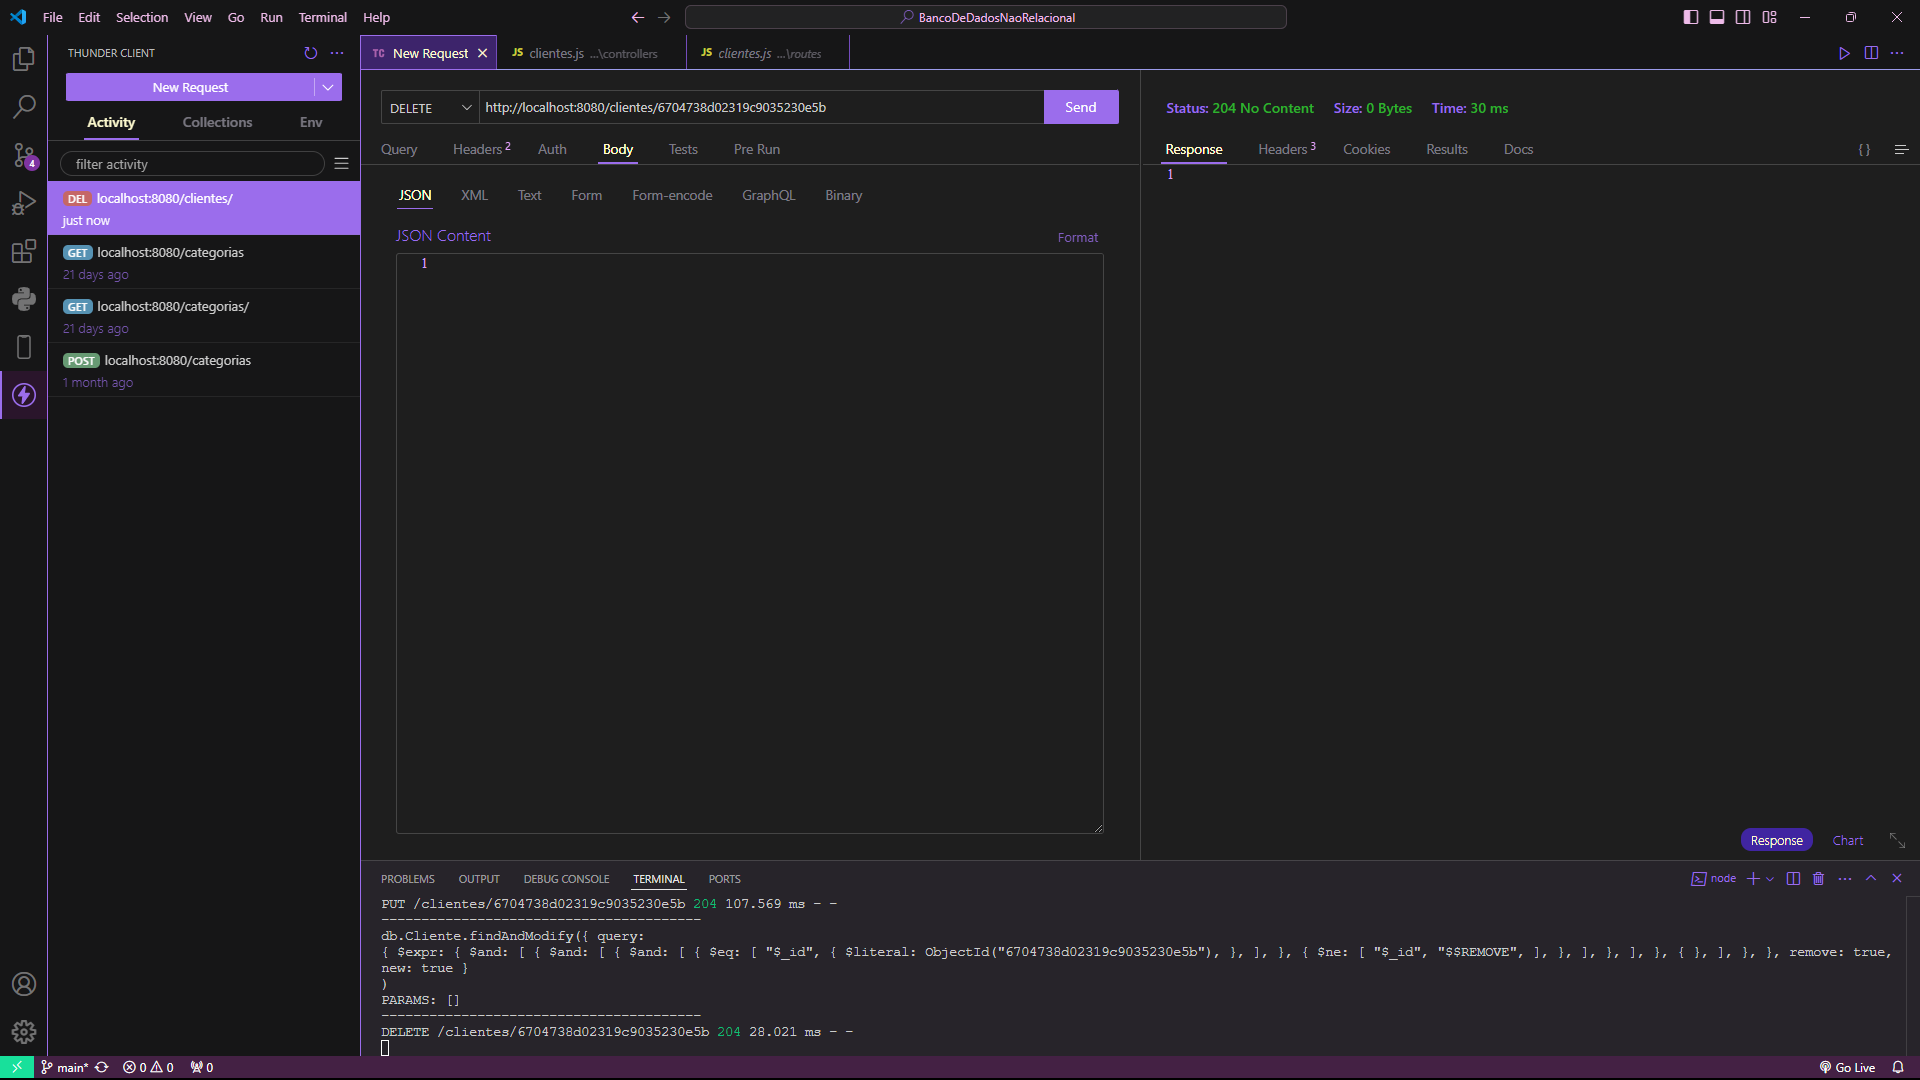 File Edit Selection View Go Run Terminal Help
BancoDeDadosNaoRelacional
THUNDER CLIENT
New Request
Activity Collections Env
filter activity
DEL localhost:8080/clientes/
just now
GET localhost:8080/categorias
21 days ago
GET localhost:8080/categorias/
21 days ago
POST localhost:8080/categorias
1 month ago
4
TC New Request
JS clientes.js ...\controllers
JS clientes.js ...\routes
DELETE http://localhost:8080/clientes/6704738d02319c9035230e5b Send
Query Headers 2 Auth Body Tests Pre Run
JSON XML Text Form Form-encode GraphQL Binary
JSON Content Format
1
Status: 204 No Content Size: 0 Bytes Time: 30 ms
Response Headers 3 Cookies Results Docs { }
1
Response Chart
PROBLEMS OUTPUT DEBUG CONSOLE TERMINAL PORTS
node
PUT /clientes/6704738d02319c9035230e5b 204 107.569 ms - -
----------------------------------------
db.Cliente.findAndModify({ query:
{ $expr: { $and: [ { $and: [ { $and: [ { $eq: [ "$_id", { $literal: ObjectId("6704738d02319c9035230e5b"), }, ], }, { $ne: [ "$_id", "$$REMOVE", ], }, ], }, ], }, { }, ], }, }, remove: true,
new: true }
)
PARAMS: []
----------------------------------------
DELETE /clientes/6704738d02319c9035230e5b 204 28.021 ms - -
main* 0 0 0 Go Live